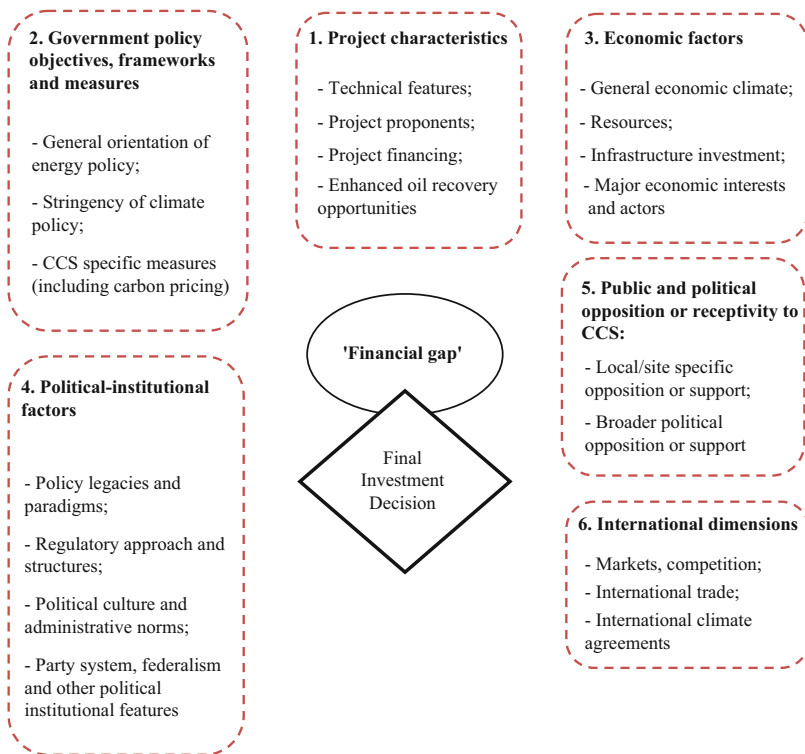 2. Government policy
objectives, frameworks
and measures
- General orientation of
energy policy;
- Stringency of climate
policy;
- CCS specific measures
(including carbon pricing)
1. Project characteristics
- Technical features;
- Project proponents;
- Project financing;
- Enhanced oil recovery
opportunities
3. Economic factors
- General economic climate;
- Resources;
- Infrastructure investment;
- Major economic interests
and actors
'Financial gap'
Final
Investment
Decision
4. Political-institutional
factors
- Policy legacies and
paradigms;
- Regulatory approach and
structures;
- Political culture and
administrative norms;
- Party system, federalism
and other political
institutional features
5. Public and political
opposition or receptivity to
CCS:
- Local/site specific
opposition or support;
- Broader political
opposition or support
6. International dimensions
- Markets, competition;
- International trade;
- International climate
agreements